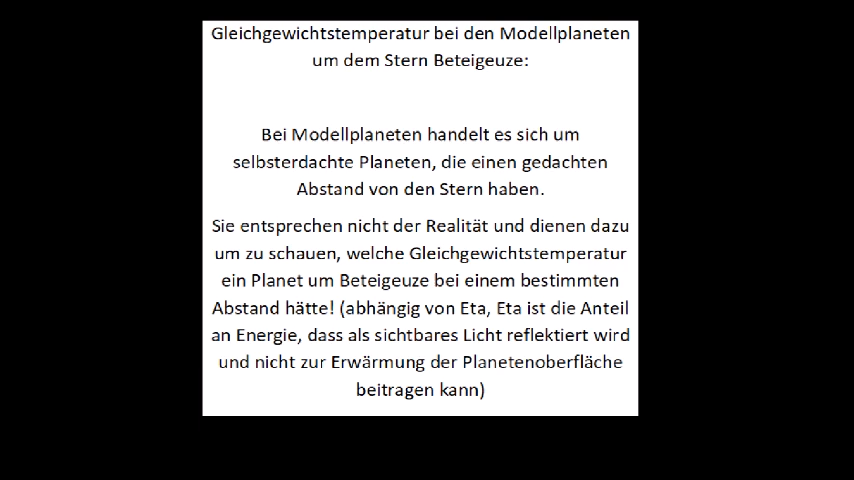 Gleichgewichtstemperatur bei den Modellplaneten
um dem Stern Beteigeuze:
Bei Modellplaneten handelt es sich um
selbsterdachte Planeten, die einen gedachten
Abstand von den Stern haben.
Sie entsprechen nicht der Realität und dienen dazu
um zu schauen, welche Gleichgewichtstemperatur
ein Planet um Beteigeuze bei einem bestimmten
Abstand hätte! (abhängig von Eta, Eta ist die Anteil
an Energie, dass als sichtbares Licht reflektiert wird
und nicht zur Erwärmung der Planetenoberfläche
beitragen kann)